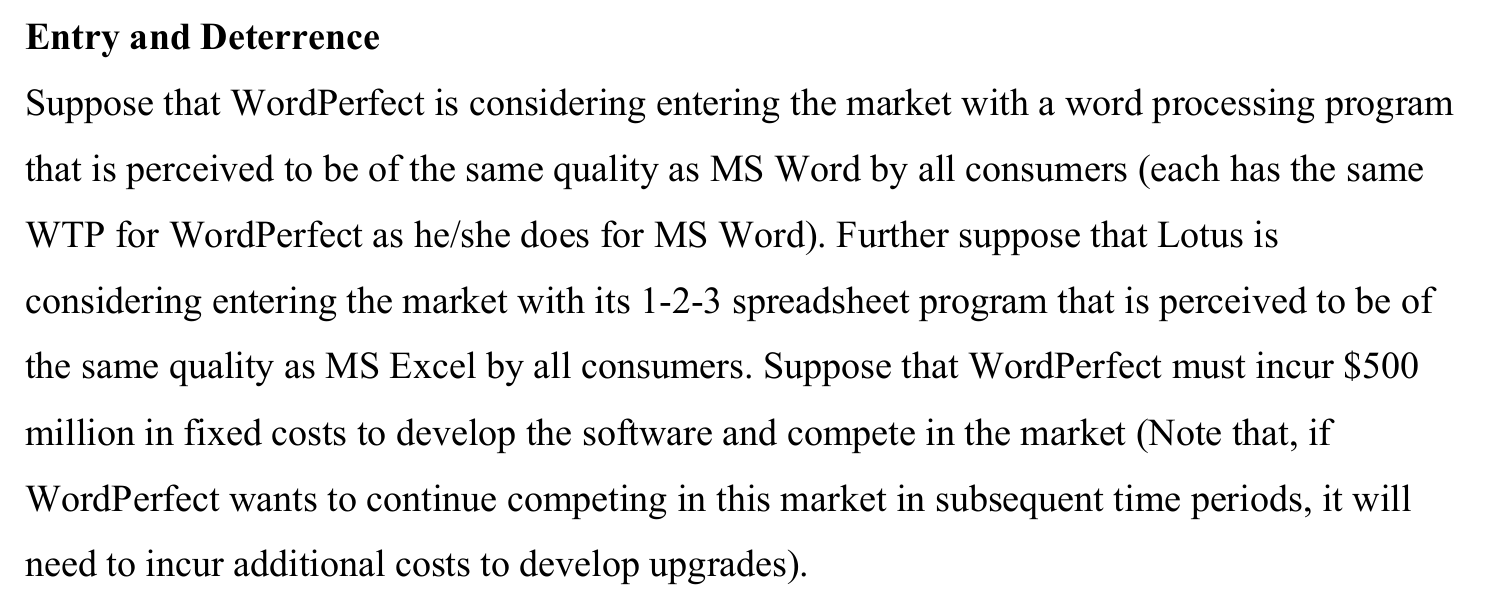 Entry and Deterrence
Suppose that WordPerfect is considering entering the market with a word processing program
that is perceived to be of the same quality as MS Word by all consumers (each has the same
WTP for WordPerfect as he/she does for MS Word). Further suppose that Lotus is
considering entering the market with its 1-2-3 spreadsheet program that is perceived to be of
the same quality as MS Excel by all consumers. Suppose that WordPerfect must incur $500
million in fixed costs to develop the software and compete in the market (Note that, if
WordPerfect wants to continue competing in this market in subsequent time periods, it will
need to incur additional costs to develop upgrades).